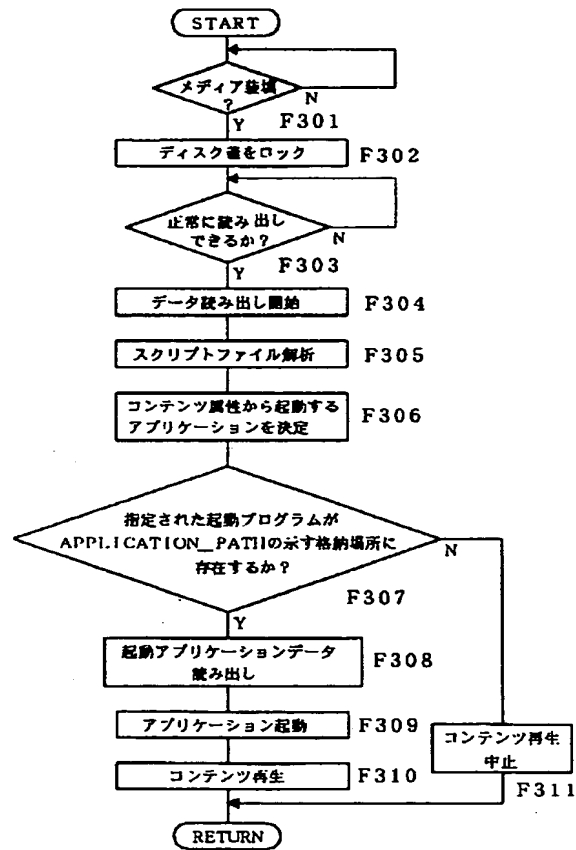 START
メディア装填
?
N
Y
F301
ディスク蓋をロック
F302
正常に読み出し
できるか?
N
Y
F303
データ読み出し開始
F304
スクリプトファイル解析
F305
コンテンツ属性から起動する
アプリケーションを決定
F306
指定された起動プログラムが
APPLICATION_PATHの示す格納場所に
存在するか?
N
F307
Y
起動アプリケーションデータ
読み出し
F308
アプリケーション起動
F309
コンテンツ再生
中止
F311
コンテンツ再生
F310
RETURN